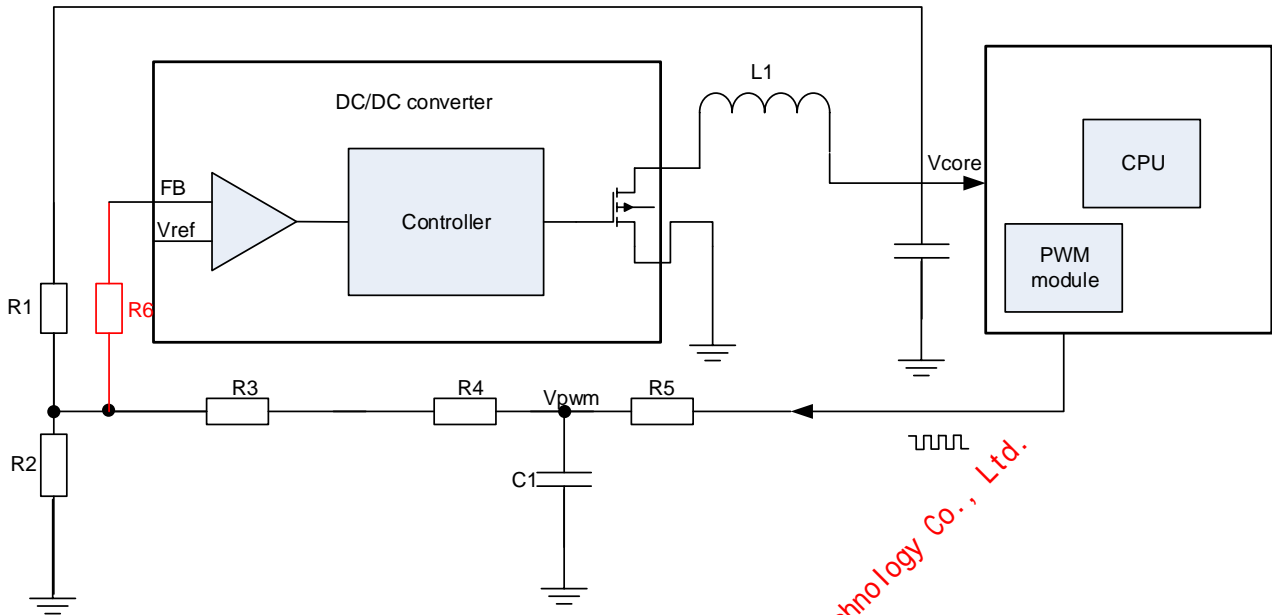 L1
DC/DC converter
Vcore
CPU
FB
Vref
Controller
PWM
module
R1
R6
R3
R4
Vpwm
R5
R2
C1
Co., Ltd.